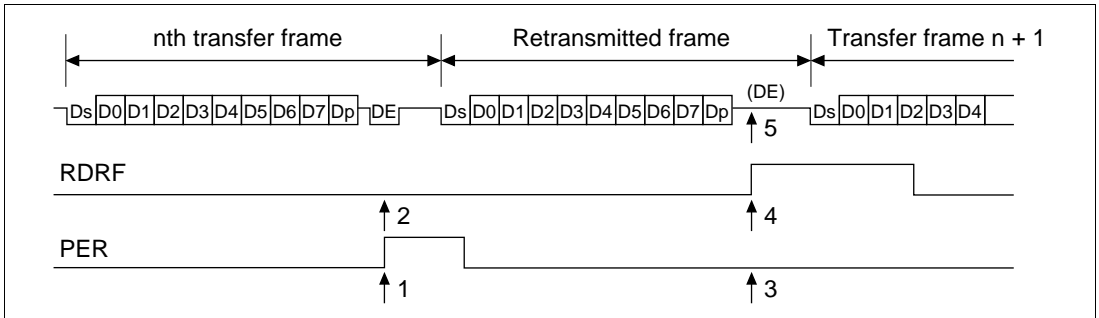 nth transfer frame Retransmitted frame Transfer frame n + 1
(DE)
Ds D0 D1 D2 D3 D4 D5 D6 D7 Dp DE Ds D0 D1 D2 D3 D4 D5 D6 D7 Dp Ds D0 D1 D2 D3 D4
5
RDRF
2 4
PER
1 3